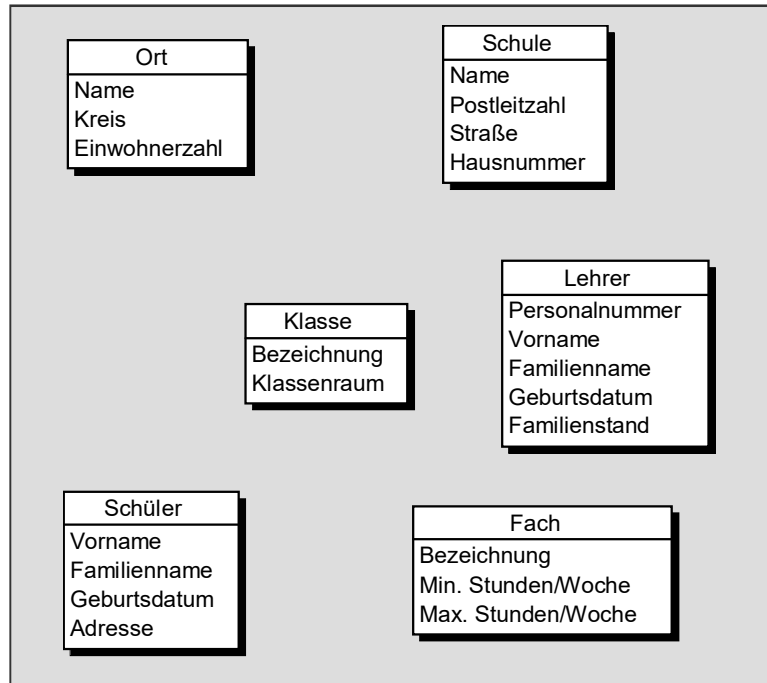 Ort
Name
Kreis
Einwohnerzahl
Schule
Name
Postleitzahl
Straße
Hausnummer
Klasse
Bezeichnung
Klassenraum
Lehrer
Personalnummer
Vorname
Familienname
Geburtsdatum
Familienstand
Schüler
Vorname
Familienname
Geburtsdatum
Adresse
Fach
Bezeichnung
Min. Stunden/Woche
Max. Stunden/Woche